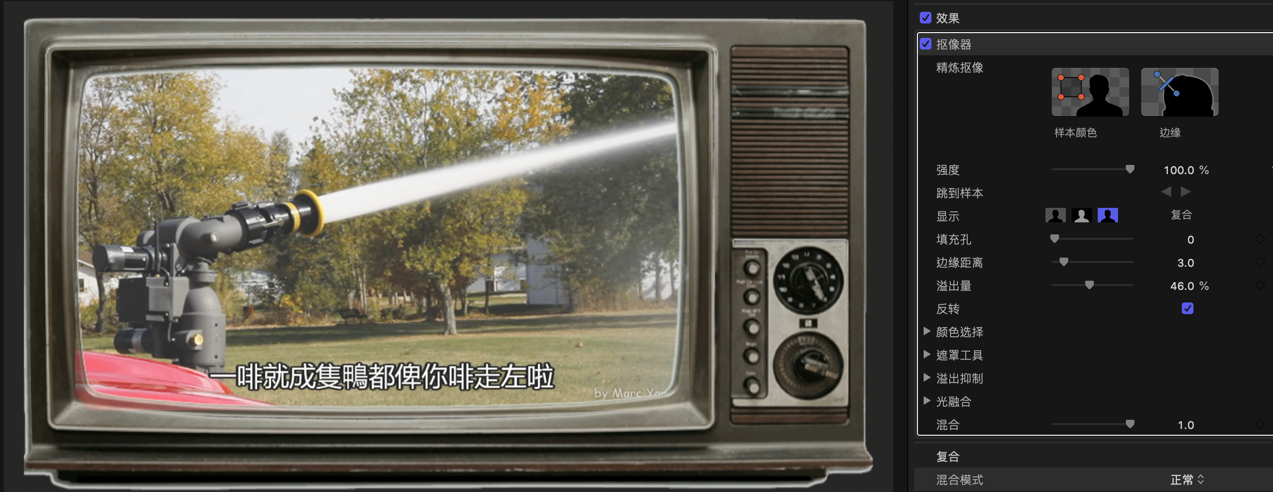 一啡就成隻鴨都俾你啡走左啦
by Marc Y
效果
抠像器
精炼抠像
样本颜色
边缘
强度 100.0 %
跳到样本
显示 复合
填充孔 0
边缘距离 3.0
溢出量 46.0 %
反转
颜色选择
遮罩工具
溢出抑制
光融合
混合 1.0
复合
混合模式 正常